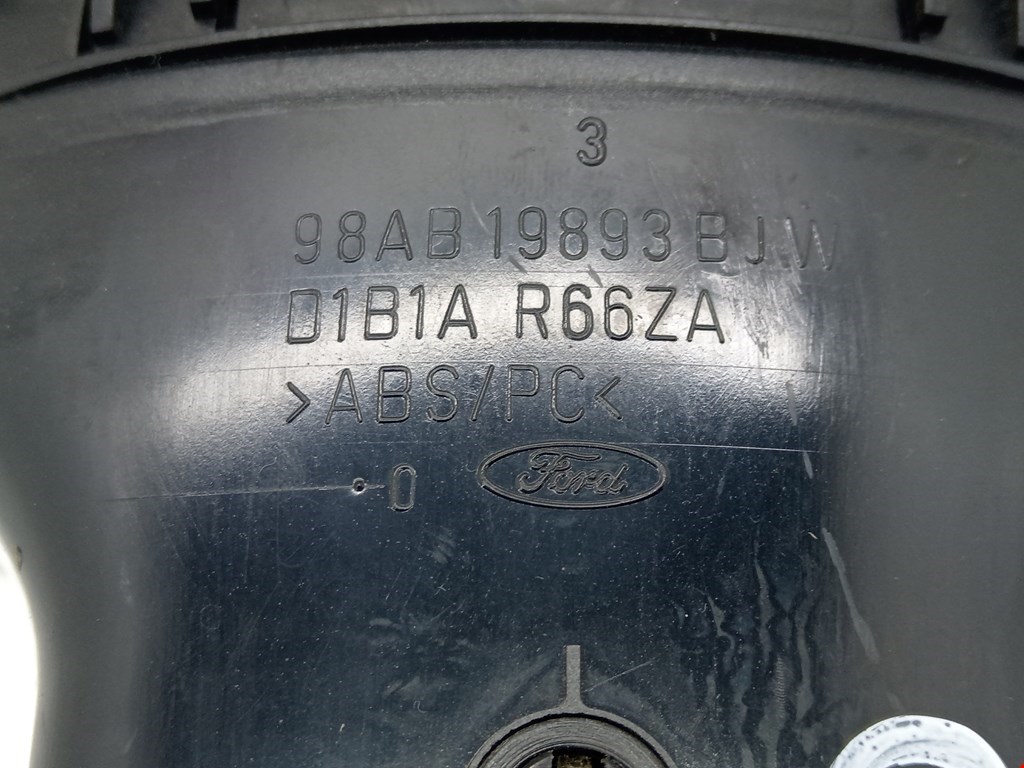 3
98AB 19893 BJW
D1B1A R66ZA
>ABS/PC<
0 Ford